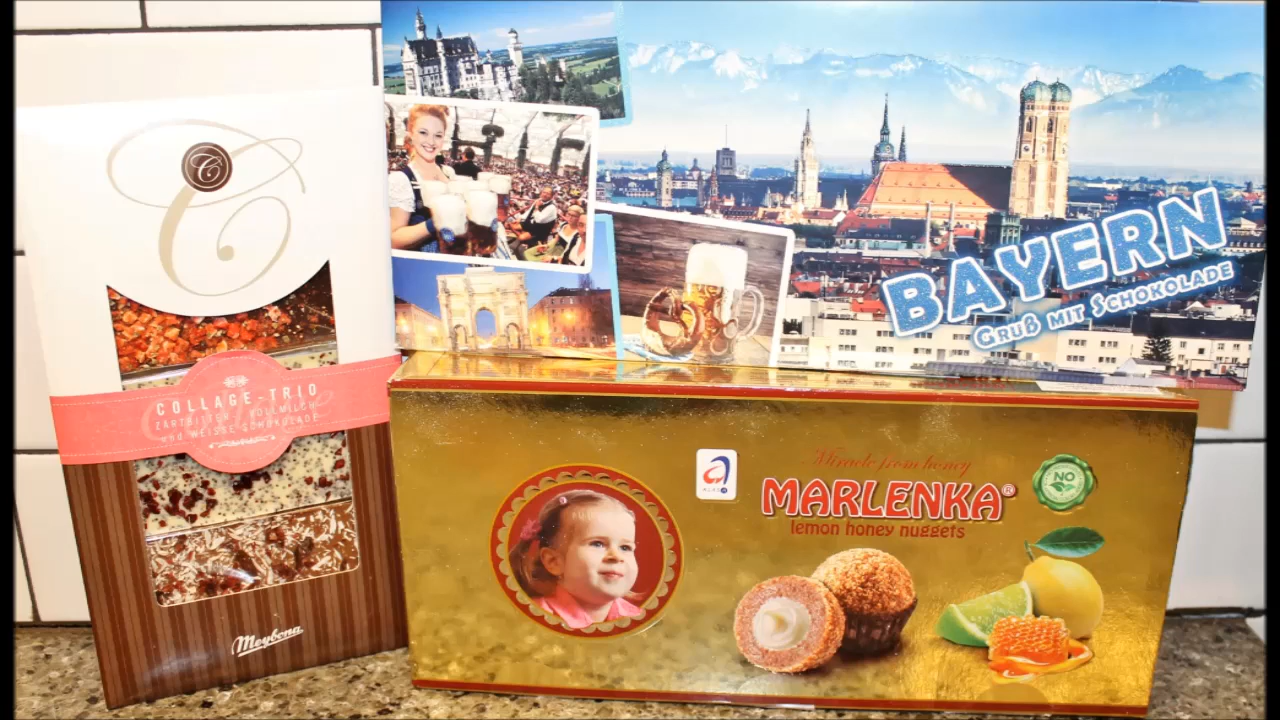 C
COLLAGE-TRIO
ZARTBITTER-, VOLLMILCH-
und WEISSE SCHOKOLADE
Meybona
BAYERN
GRUß MIT SCHOKOLADE
Miracle from honey
MARLENKA®
lemon honey nuggets
NO